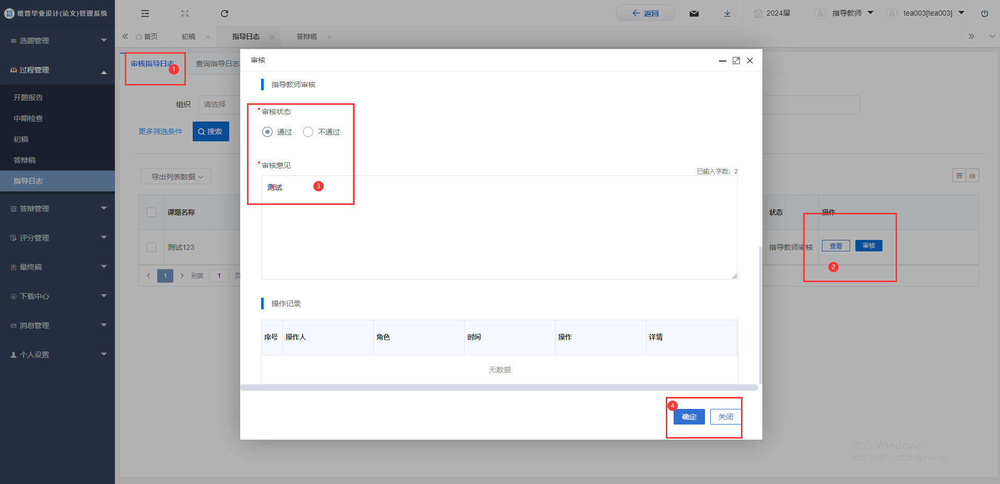 维普毕业设计(论文)管理系统
返回
2024届
指导教师
tea003[tea003]
首页
初稿
指导日志
答辩稿
选题管理
过程管理
开题报告
中期检查
初稿
答辩稿
指导日志
答辩管理
评分管理
最终稿
下载中心
消息管理
个人设置
审核指导日志
1
查询指导日志
组织
请选择
更多筛选条件
搜索
导出列表数据
课题名称
状态
操作
测试123
指导教师审核
查看
审核
2
1
到第
1
页
审核
指导教师审核
*审核状态
通过
不通过
*审核意见
已输入字数：2
测试
3
操作记录
序号
操作人
角色
时间
操作
详情
无数据
4
确定
关闭
激活 Windows
转到"设置"以激活 Windows。